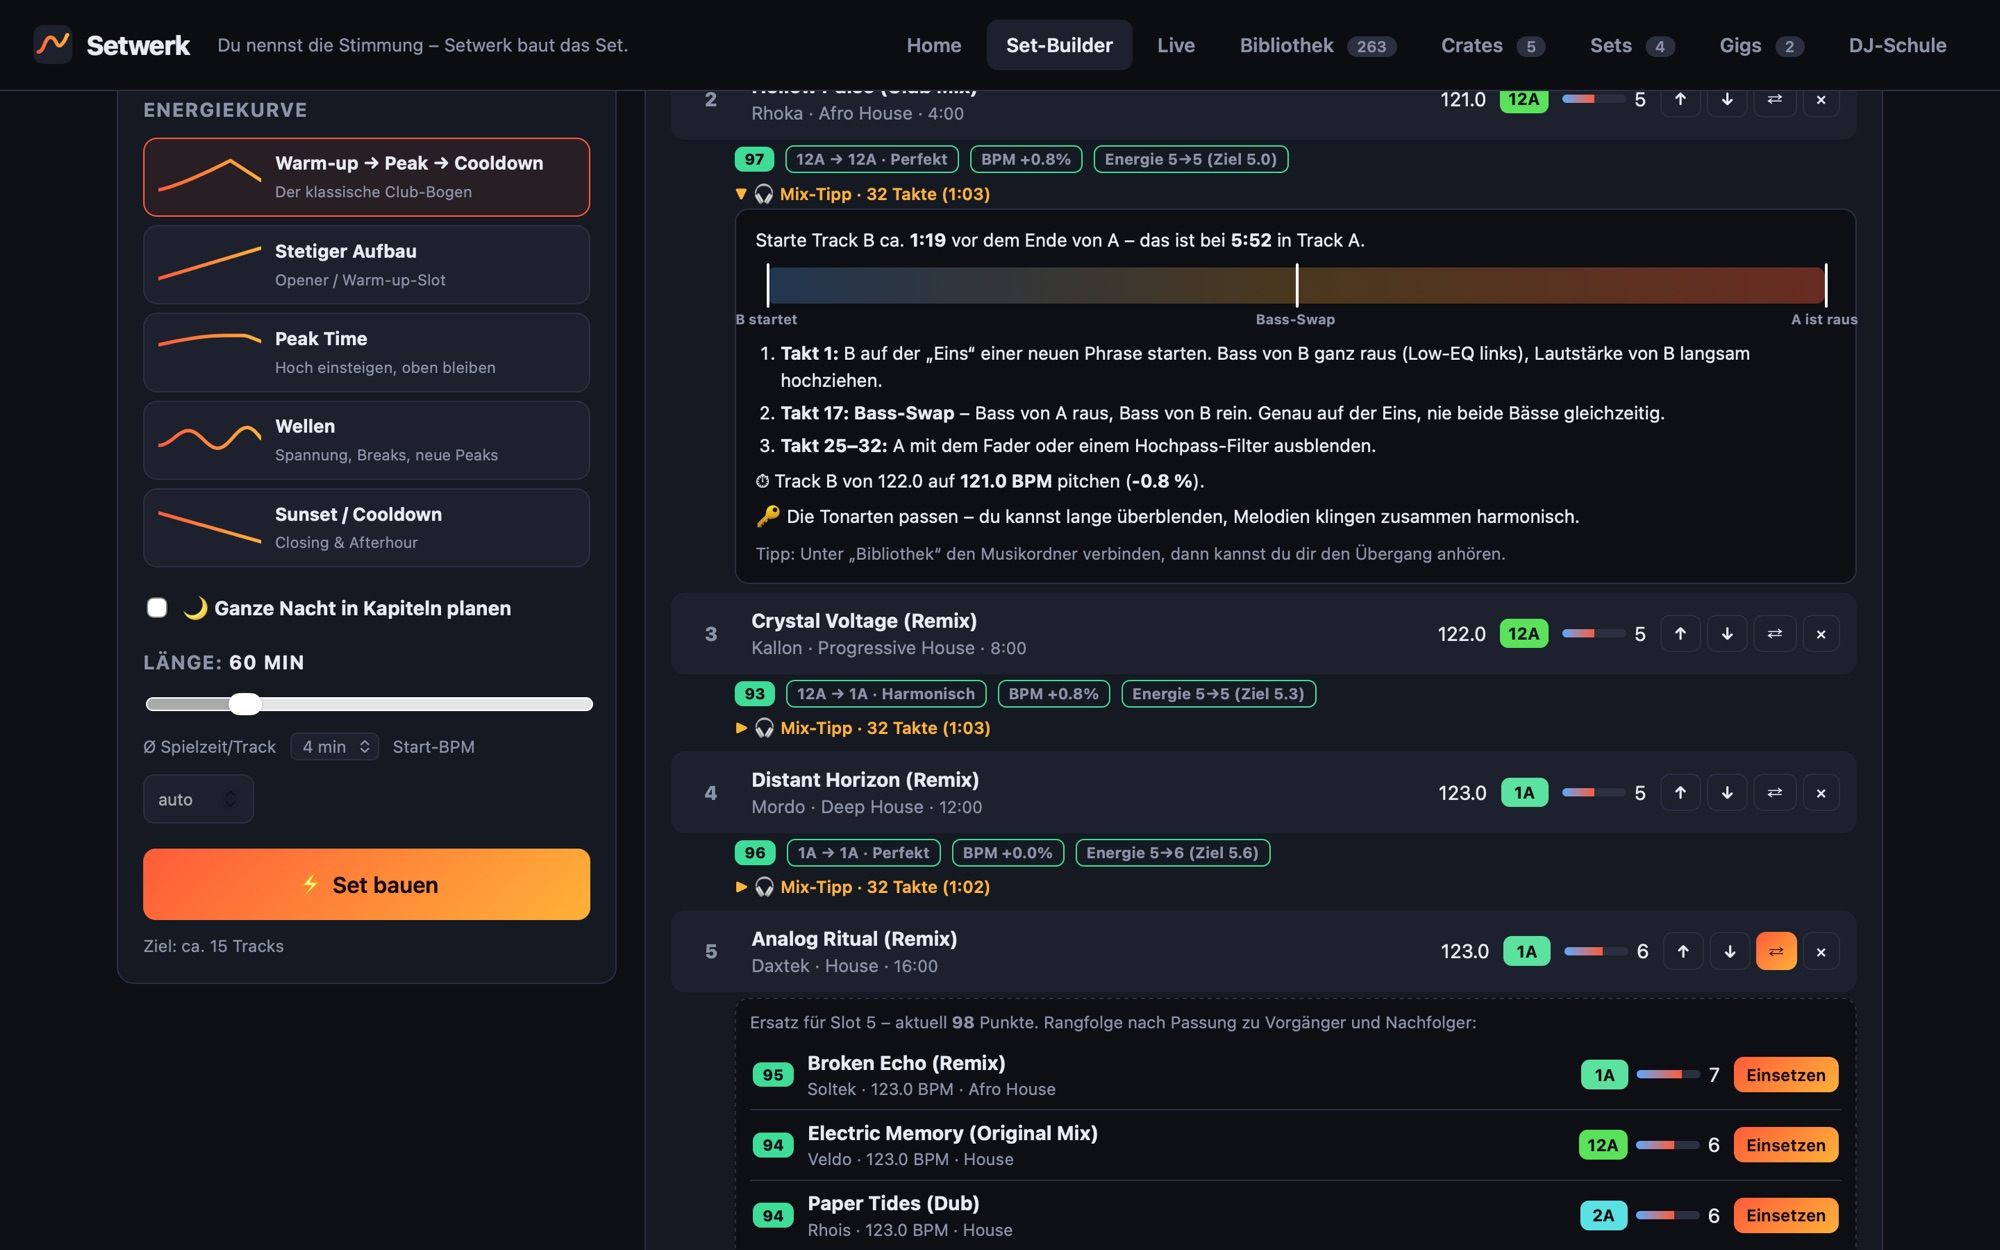 Setwerk
Du nennst die Stimmung – Setwerk baut das Set.
Home
Set-Builder
Live
Bibliothek 263
Crates 5
Sets 4
Gigs 2
DJ-Schule
ENERGIEKURVE
Warm-up → Peak → Cooldown
Der klassische Club-Bogen
Stetiger Aufbau
Opener / Warm-up-Slot
Peak Time
Hoch einsteigen, oben bleiben
Wellen
Spannung, Breaks, neue Peaks
Sunset / Cooldown
Closing & Afterhour
🌙 Ganze Nacht in Kapiteln planen
LÄNGE: 60 MIN
Ø Spielzeit/Track 4 min Start-BPM
auto
⚡ Set bauen
Ziel: ca. 15 Tracks
2
Rhoka · Afro House · 4:00
121.0 12A 5 ↑ ↓ ⇄ ×
97 12A → 12A · Perfekt BPM +0.8% Energie 5→5 (Ziel 5.0)
▼ 🎧 Mix-Tipp · 32 Takte (1:03)
Starte Track B ca. 1:19 vor dem Ende von A – das ist bei 5:52 in Track A.
B startet Bass-Swap A ist raus
1. Takt 1: B auf der „Eins“ einer neuen Phrase starten. Bass von B ganz raus (Low-EQ links), Lautstärke von B langsam
hochziehen.
2. Takt 17: Bass-Swap – Bass von A raus, Bass von B rein. Genau auf der Eins, nie beide Bässe gleichzeitig.
3. Takt 25–32: A mit dem Fader oder einem Hochpass-Filter ausblenden.
⏱ Track B von 122.0 auf 121.0 BPM pitchen (-0.8 %).
🔑 Die Tonarten passen – du kannst lange überblenden, Melodien klingen zusammen harmonisch.
Tipp: Unter „Bibliothek“ den Musikordner verbinden, dann kannst du dir den Übergang anhören.
3
Crystal Voltage (Remix)
Kallon · Progressive House · 8:00
122.0 12A 5 ↑ ↓ ⇄ ×
93 12A → 1A · Harmonisch BPM +0.8% Energie 5→5 (Ziel 5.3)
▶ 🎧 Mix-Tipp · 32 Takte (1:03)
4
Distant Horizon (Remix)
Mordo · Deep House · 12:00
123.0 1A 5 ↑ ↓ ⇄ ×
96 1A → 1A · Perfekt BPM +0.0% Energie 5→6 (Ziel 5.6)
▶ 🎧 Mix-Tipp · 32 Takte (1:02)
5
Analog Ritual (Remix)
Daxtek · House · 16:00
123.0 1A 6 ↑ ↓ ⇄ ×
Ersatz für Slot 5 – aktuell 98 Punkte. Rangfolge nach Passung zu Vorgänger und Nachfolger:
95
Broken Echo (Remix)
Soltek · 123.0 BPM · Afro House
1A 7 Einsetzen
94
Electric Memory (Original Mix)
Veldo · 123.0 BPM · House
12A 6 Einsetzen
94
Paper Tides (Dub)
Rhois · 123.0 BPM · House
2A 6 Einsetzen